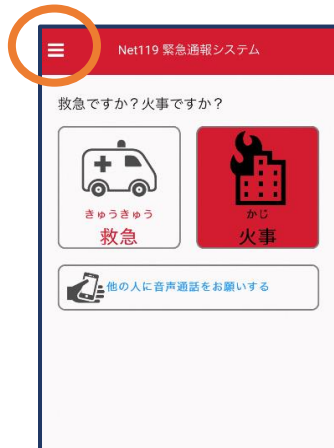 Net119 緊急通報システム
救急ですか？火事ですか？
きゅうきゅう
救急
かじ
火事
他の人に音声通話をお願いする